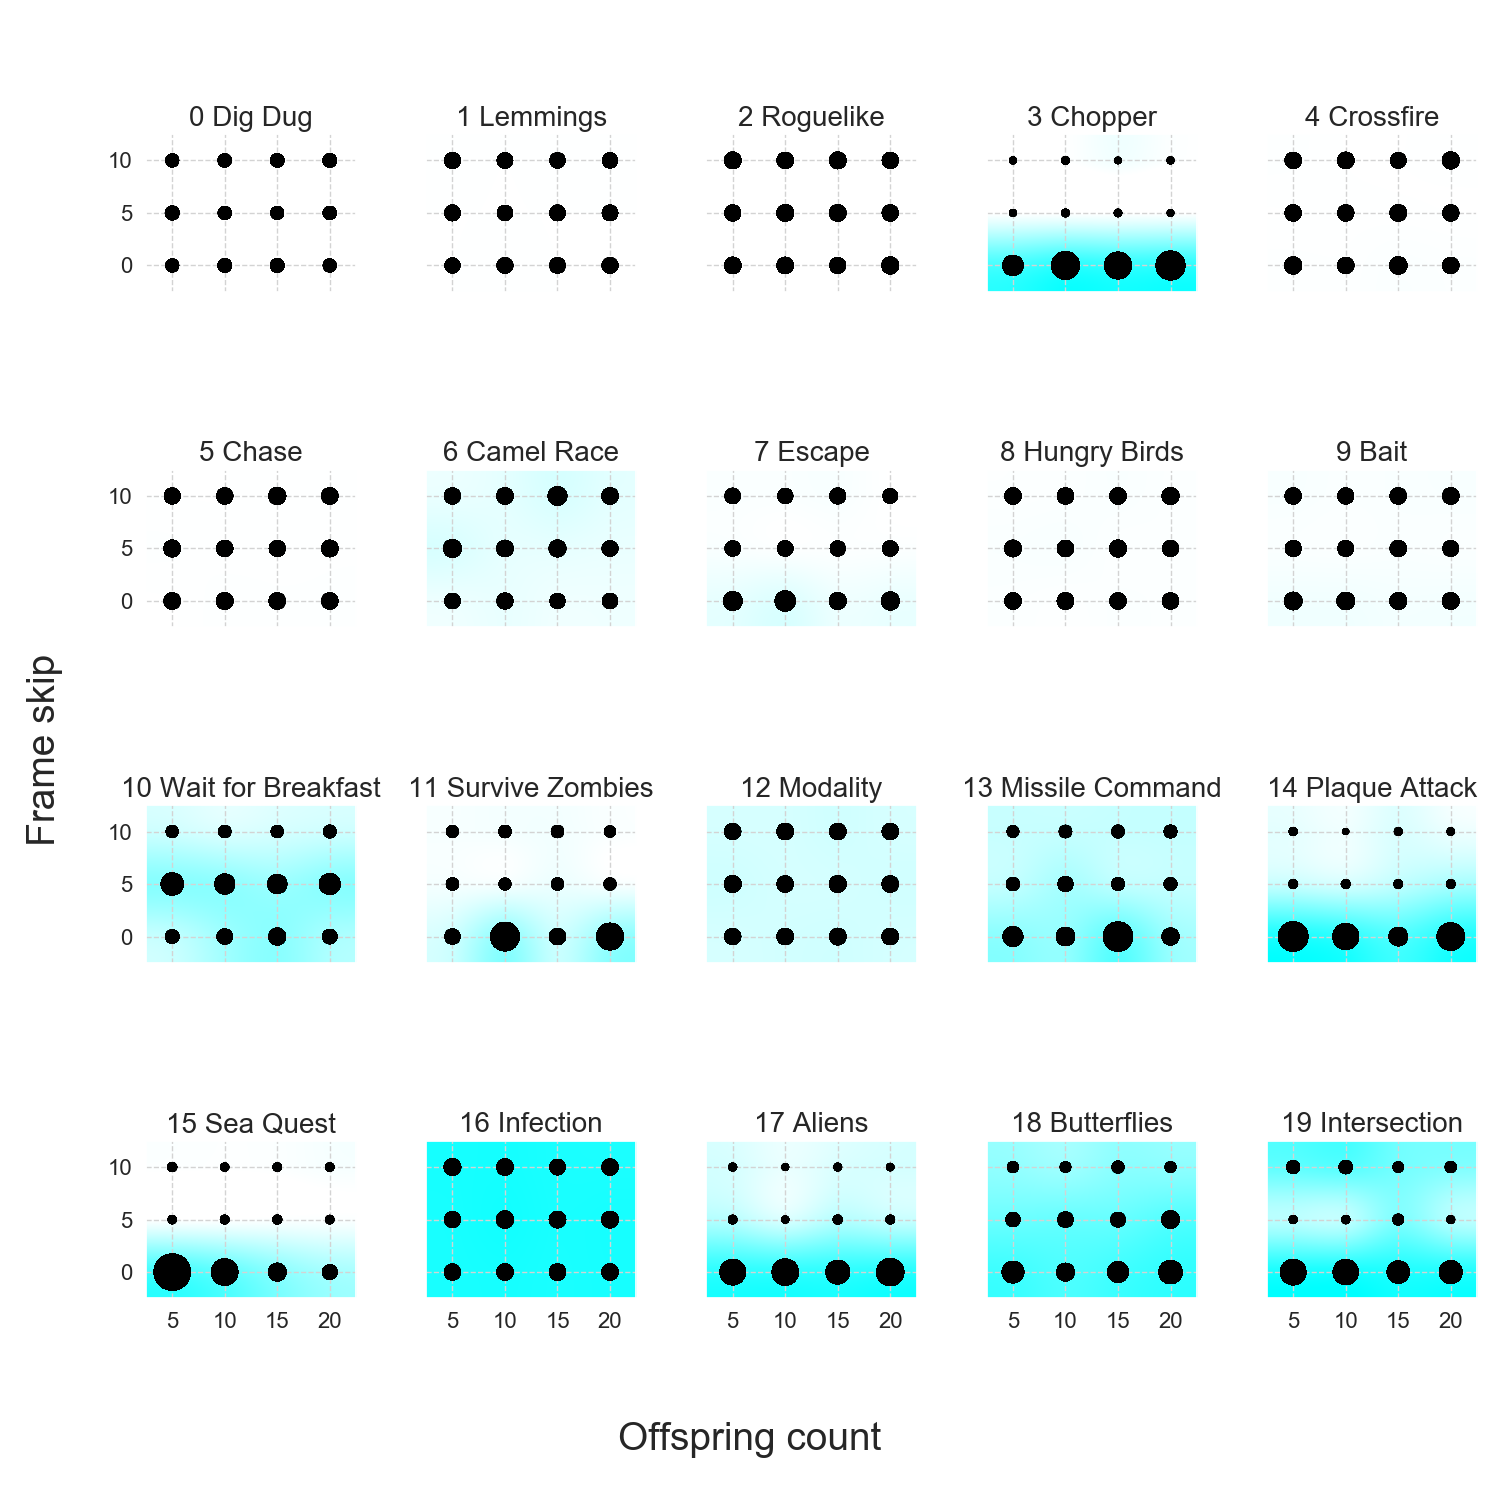 0 Dig Dug 1 Lemmings 2 Roguelike 3 Chopper 4 Crossfire
10
5
0
5 Chase 6 Camel Race 7 Escape 8 Hungry Birds 9 Bait
10
5
0
Frame skip
10 Wait for Breakfast 11 Survive Zombies 12 Modality 13 Missile Command 14 Plaque Attack
10
5
0
15 Sea Quest 16 Infection 17 Aliens 18 Butterflies 19 Intersection
10
5
0
5 10 15 20 5 10 15 20 5 10 15 20 5 10 15 20 5 10 15 20
Offspring count